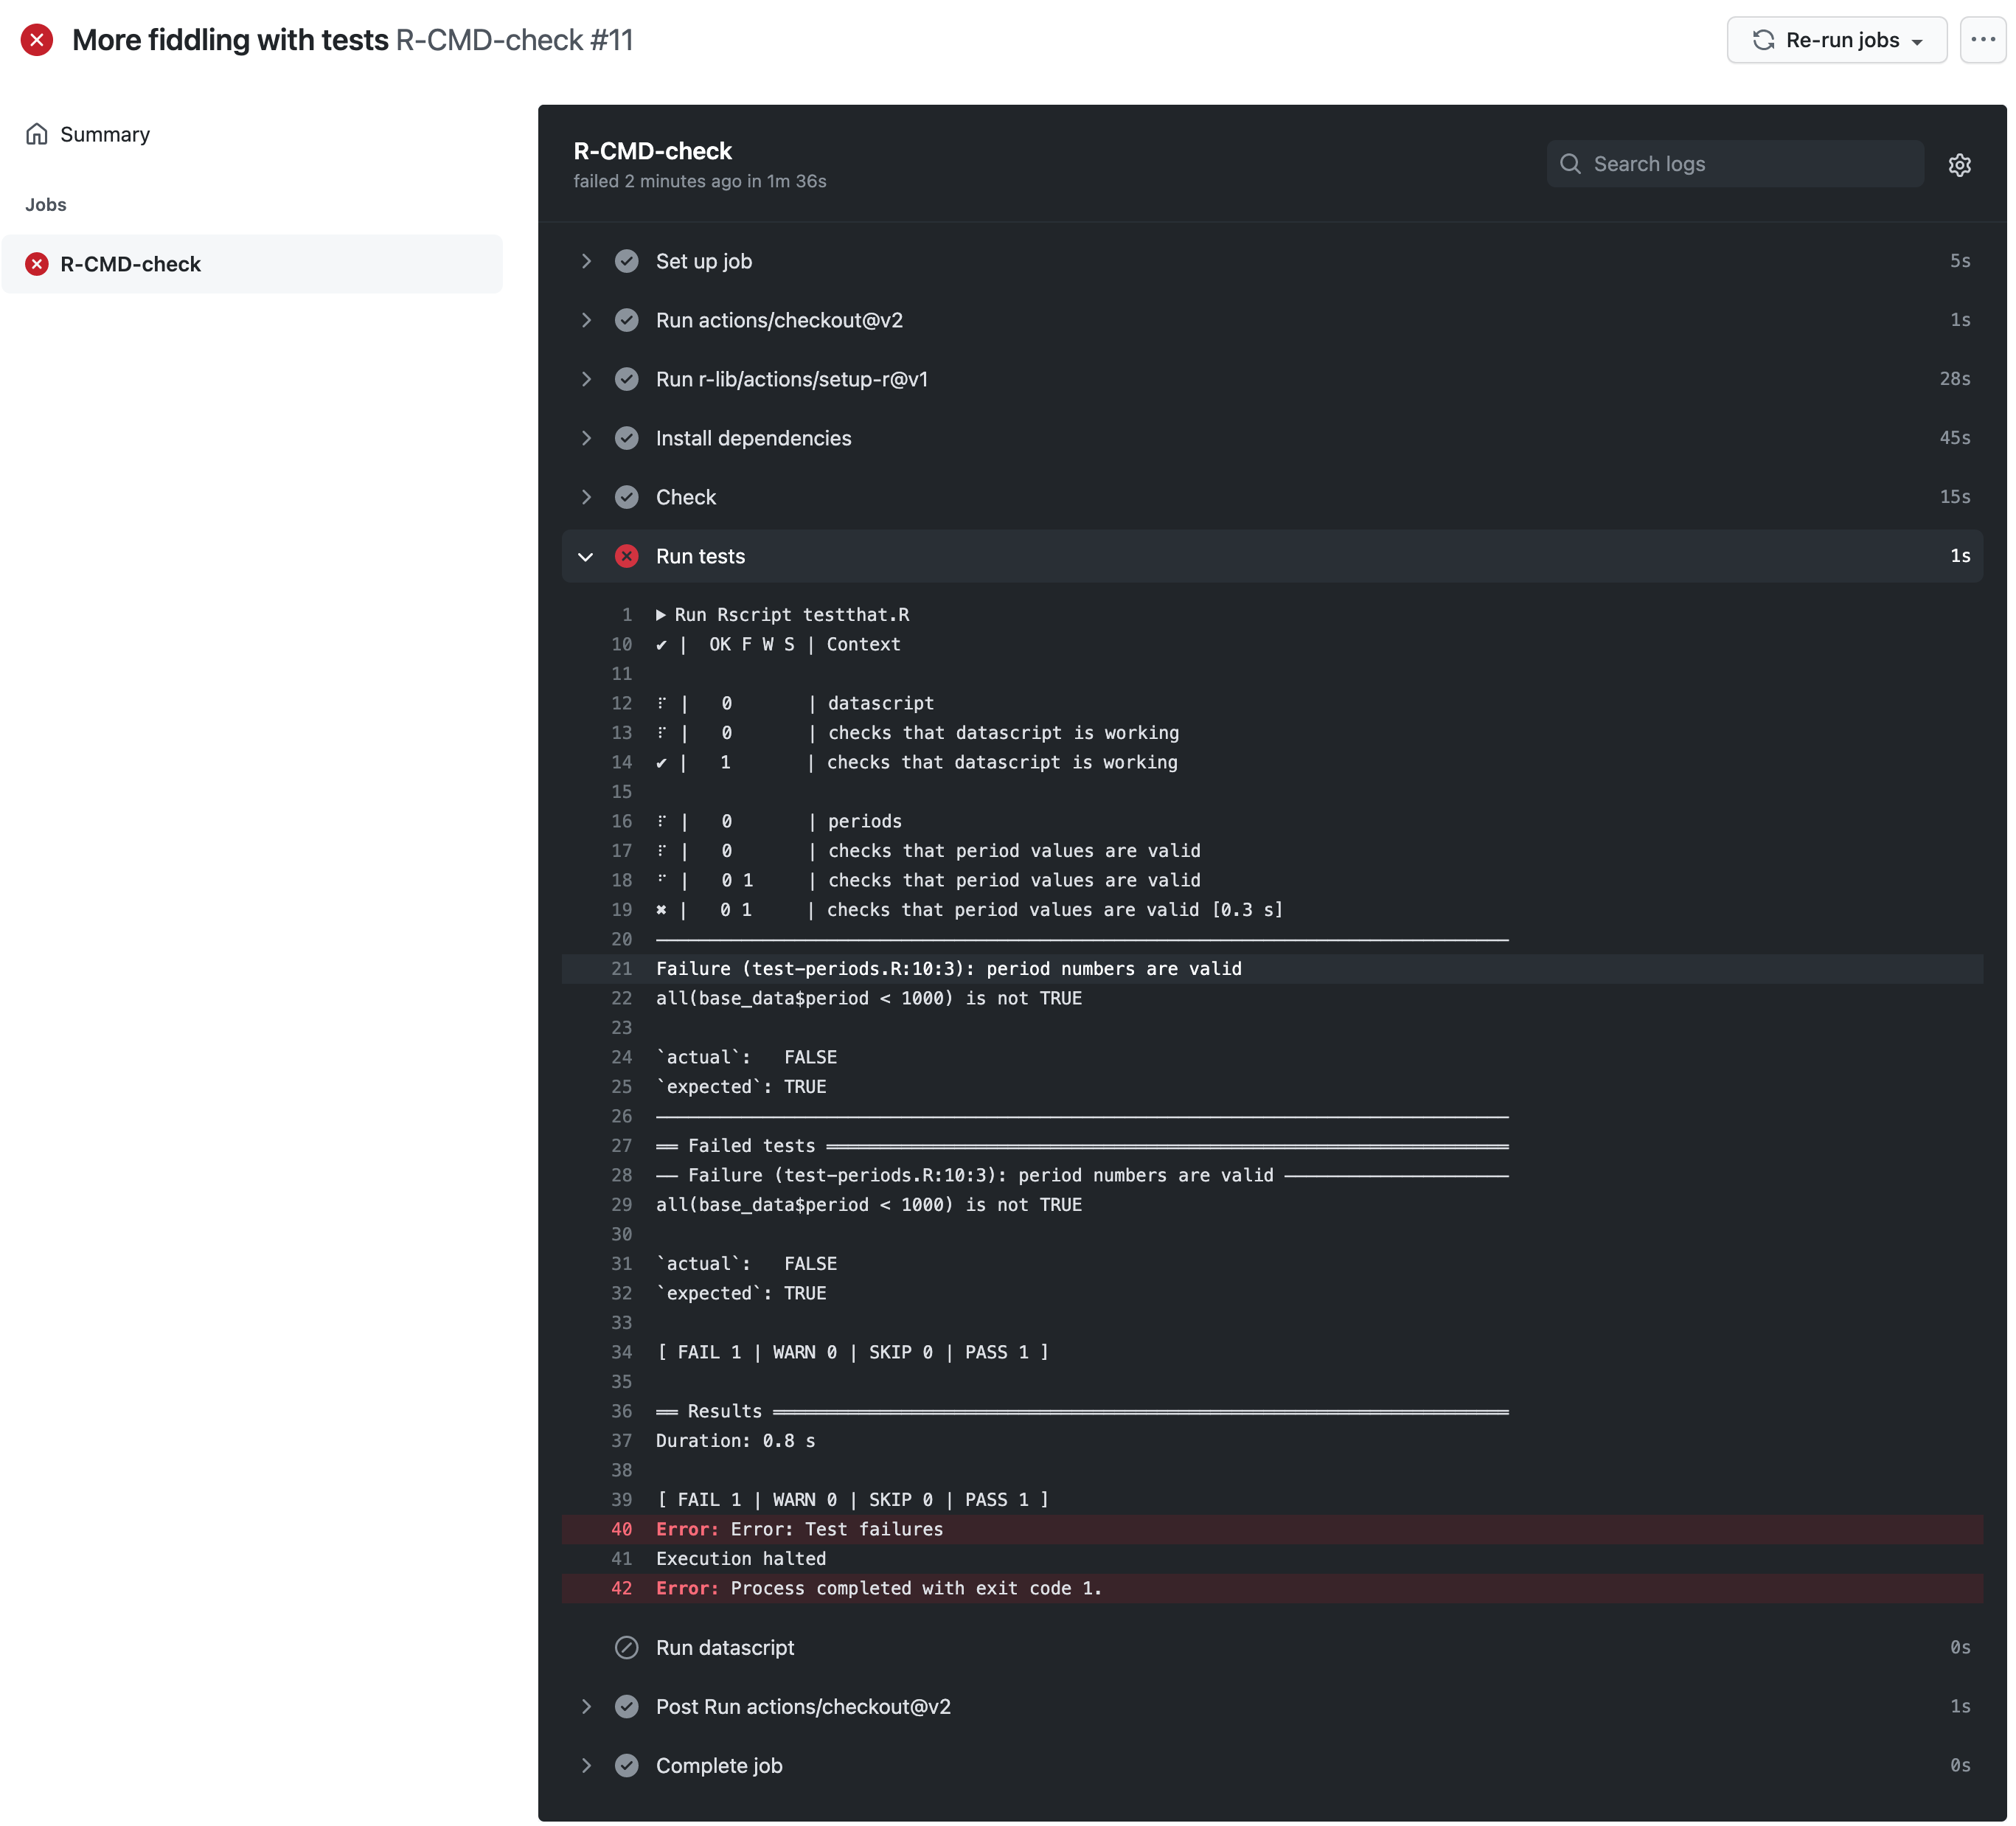 More fiddling with tests R-CMD-check #11
Re-run jobs
Summary
Jobs
R-CMD-check
R-CMD-check
failed 2 minutes ago in 1m 36s
Search logs
Set up job 5s
Run actions/checkout@v2 1s
Run r-lib/actions/setup-r@v1 28s
Install dependencies 45s
Check 15s
Run tests 1s
1 ▶ Run Rscript testthat.R
10 ✔ |  OK F W S | Context
11
12 ⠏ |   0       | datascript
13 ⠏ |   0       | checks that datascript is working
14 ✔ |   1       | checks that datascript is working
15
16 ⠏ |   0       | periods
17 ⠏ |   0       | checks that period values are valid
18 ⠋ |   0 1     | checks that period values are valid
19 ✖ |   0 1     | checks that period values are valid [0.3 s]
20 ────────────────────────────────────────────────────────────────────────────────
21 Failure (test-periods.R:10:3): period numbers are valid
22 all(base_data$period < 1000) is not TRUE
23
24 `actual`:   FALSE
25 `expected`: TRUE
26 ────────────────────────────────────────────────────────────────────────────────
27 ══ Failed tests ════════════════════════════════════════════════════════════════
28 ── Failure (test-periods.R:10:3): period numbers are valid ─────────────────────
29 all(base_data$period < 1000) is not TRUE
30
31 `actual`:   FALSE
32 `expected`: TRUE
33
34 [ FAIL 1 | WARN 0 | SKIP 0 | PASS 1 ]
35
36 ══ Results ═════════════════════════════════════════════════════════════════════
37 Duration: 0.8 s
38
39 [ FAIL 1 | WARN 0 | SKIP 0 | PASS 1 ]
40 Error: Error: Test failures
41 Execution halted
42 Error: Process completed with exit code 1.
Run datascript 0s
Post Run actions/checkout@v2 1s
Complete job 0s